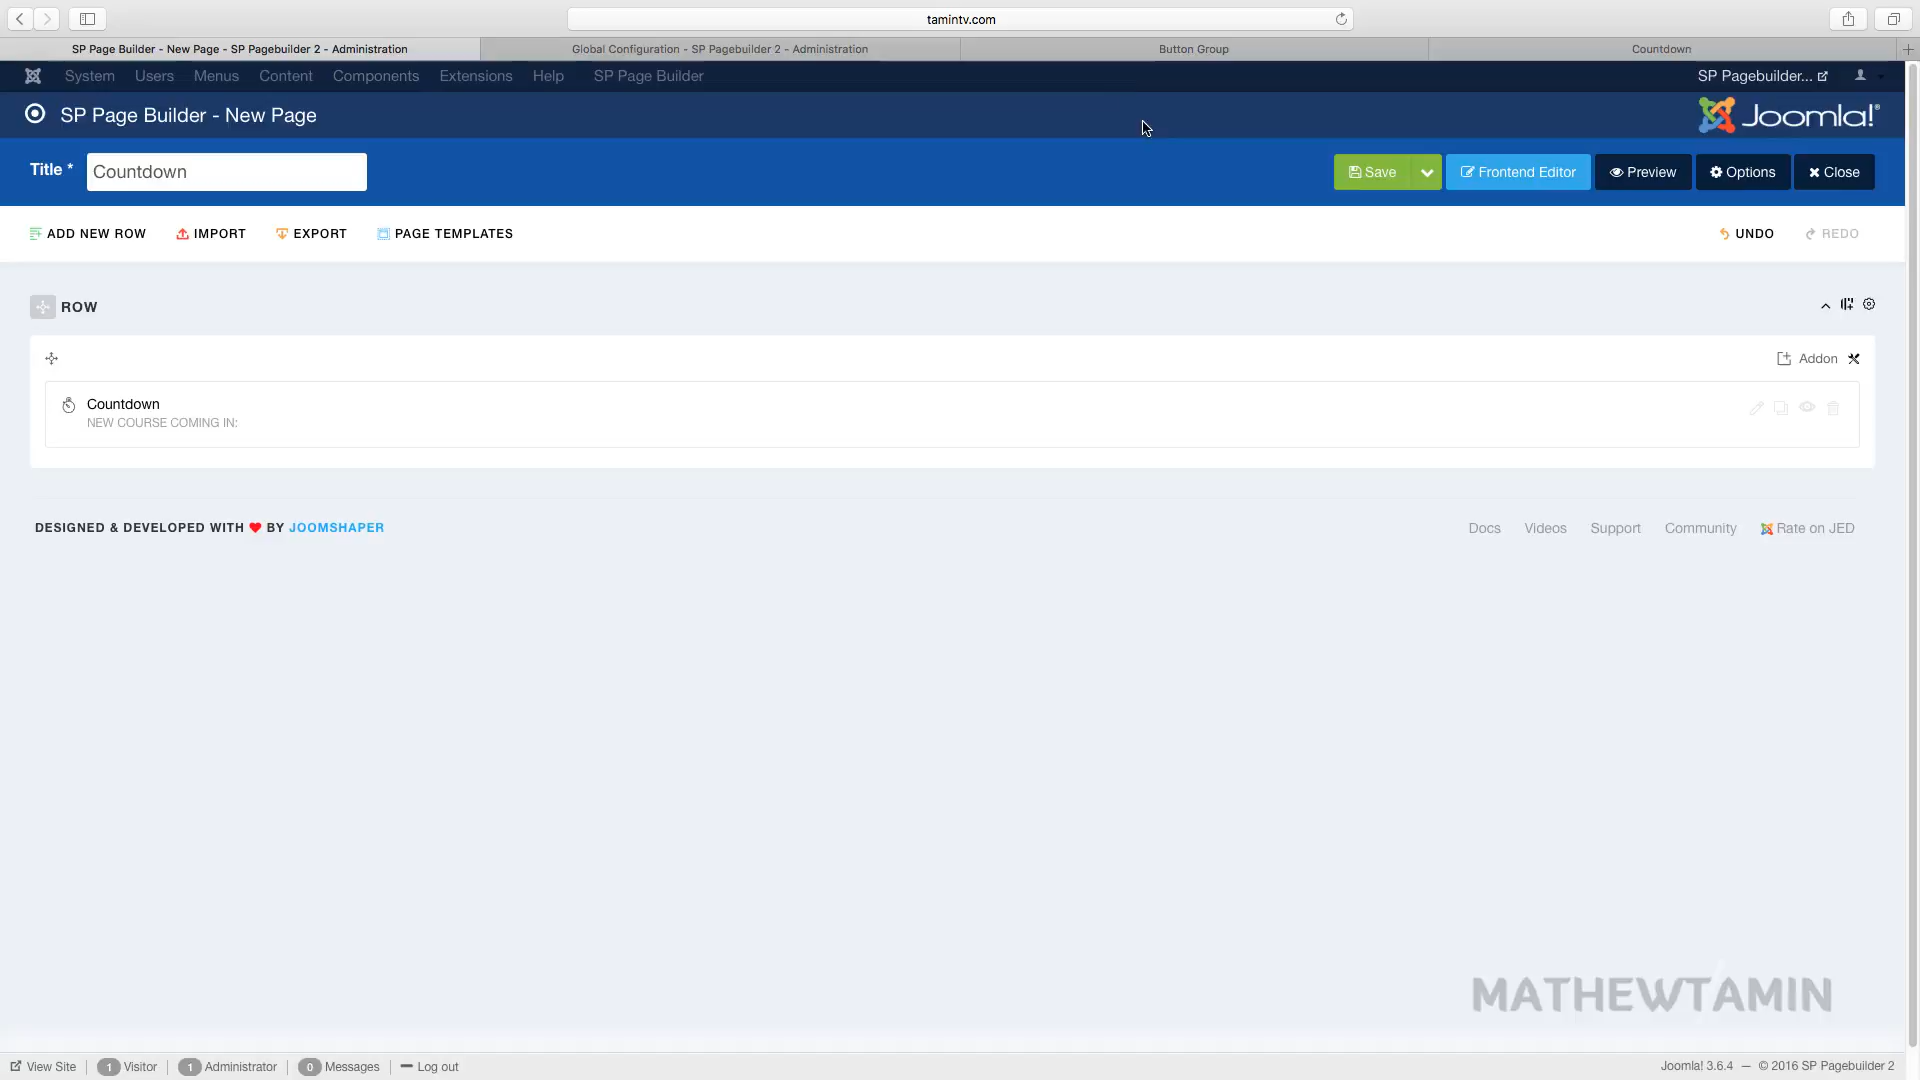 tamintv.com
SP Page Builder - New Page - SP Pagebuilder 2 - Administration
Global Configuration - SP Pagebuilder 2 - Administration
Button Group
Countdown
System Users Menus Content Components Extensions Help SP Page Builder
SP Pagebuilder...
SP Page Builder - New Page
Joomla!®
Title * Countdown
Save Frontend Editor Preview Options Close
ADD NEW ROW IMPORT EXPORT PAGE TEMPLATES
UNDO REDO
ROW
Addon
Countdown
NEW COURSE COMING IN:
DESIGNED & DEVELOPED WITH BY JOOMSHAPER
Docs Videos Support Community Rate on JED
MATHEWTAMIN
View Site 1 Visitor 1 Administrator 0 Messages Log out
Joomla! 3.6.4 — © 2016 SP Pagebuilder 2